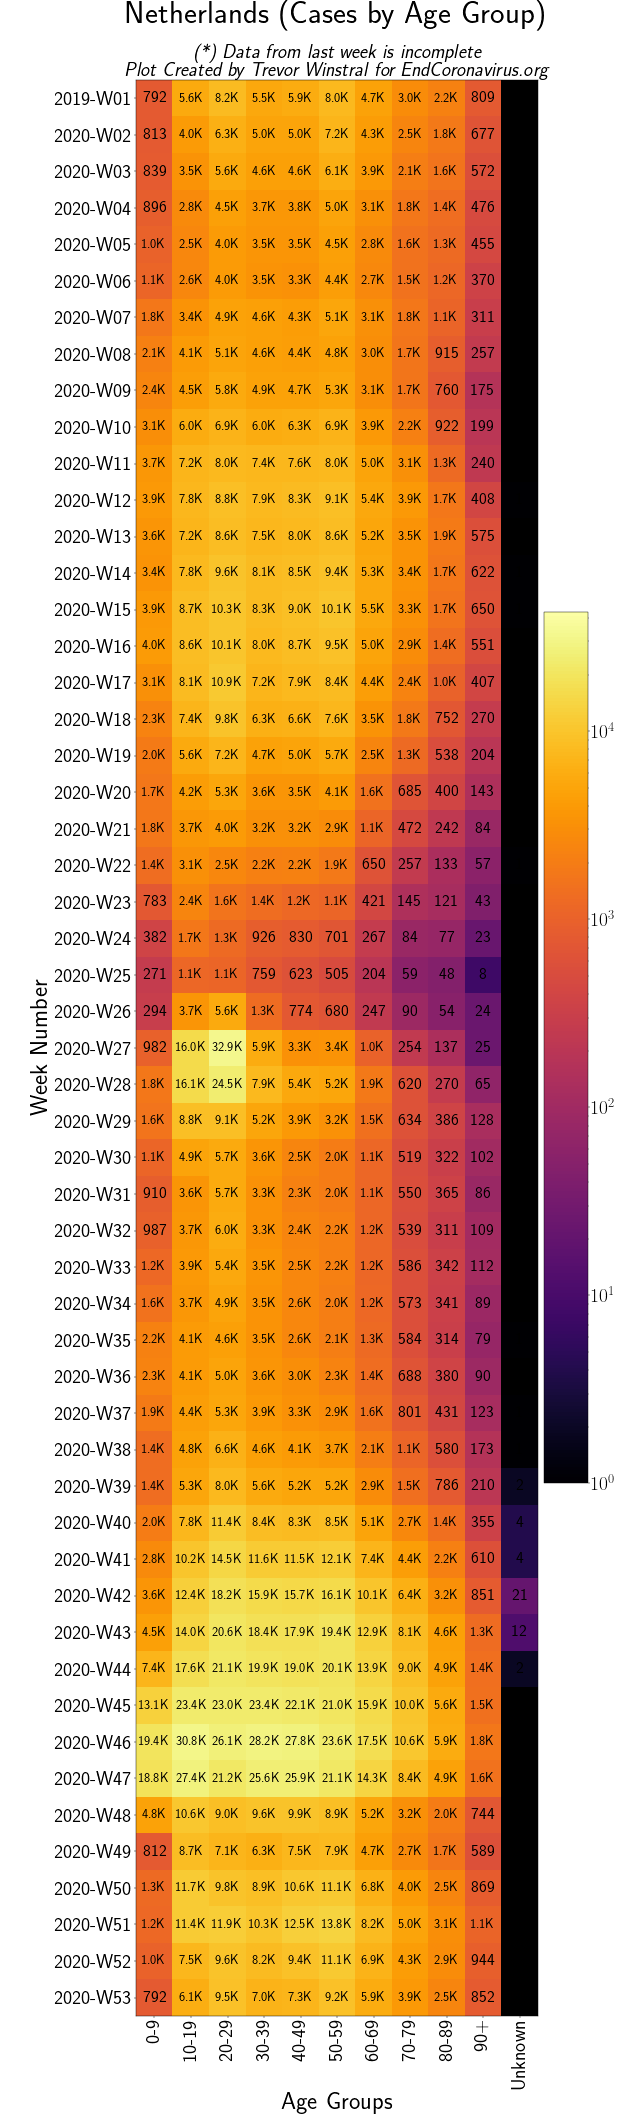 Netherlands (Cases by Age Group)
(*) Data from last week is incomplete
Plot Created by Trevor Winstral for EndCoronavirus.org
2019-W01 792 5.6K 8.2K 5.5K 5.9K 8.0K 4.7K 3.0K 2.2K 809
2020-W02 813 4.0K 6.3K 5.0K 5.0K 7.2K 4.3K 2.5K 1.8K 677
2020-W03 839 3.5K 5.6K 4.6K 4.6K 6.1K 3.9K 2.1K 1.6K 572
2020-W04 896 2.8K 4.5K 3.7K 3.8K 5.0K 3.1K 1.8K 1.4K 476
2020-W05 1.0K 2.5K 4.0K 3.5K 3.5K 4.5K 2.8K 1.6K 1.3K 455
2020-W06 1.1K 2.6K 4.0K 3.5K 3.3K 4.4K 2.7K 1.5K 1.2K 370
2020-W07 1.8K 3.4K 4.9K 4.6K 4.3K 5.1K 3.1K 1.8K 1.1K 311
2020-W08 2.1K 4.1K 5.1K 4.6K 4.4K 4.8K 3.0K 1.7K 915 257
2020-W09 2.4K 4.5K 5.8K 4.9K 4.7K 5.3K 3.1K 1.7K 760 175
2020-W10 3.1K 6.0K 6.9K 6.0K 6.3K 6.9K 3.9K 2.2K 922 199
2020-W11 3.7K 7.2K 8.0K 7.4K 7.6K 8.0K 5.0K 3.1K 1.3K 240
2020-W12 3.9K 7.8K 8.8K 7.9K 8.3K 9.1K 5.4K 3.9K 1.7K 408
2020-W13 3.6K 7.2K 8.6K 7.5K 8.0K 8.6K 5.2K 3.5K 1.9K 575
2020-W14 3.4K 7.8K 9.6K 8.1K 8.5K 9.4K 5.3K 3.4K 1.7K 622
2020-W15 3.9K 8.7K 10.3K 8.3K 9.0K 10.1K 5.5K 3.3K 1.7K 650
2020-W16 4.0K 8.6K 10.1K 8.0K 8.7K 9.5K 5.0K 2.9K 1.4K 551
2020-W17 3.1K 8.1K 10.9K 7.2K 7.9K 8.4K 4.4K 2.4K 1.0K 407
2020-W18 2.3K 7.4K 9.8K 6.3K 6.6K 7.6K 3.5K 1.8K 752 270
2020-W19 2.0K 5.6K 7.2K 4.7K 5.0K 5.7K 2.5K 1.3K 538 204
2020-W20 1.7K 4.2K 5.3K 3.6K 3.5K 4.1K 1.6K 685 400 143
2020-W21 1.8K 3.7K 4.0K 3.2K 3.2K 2.9K 1.1K 472 242 84
2020-W22 1.4K 3.1K 2.5K 2.2K 2.2K 1.9K 650 257 133 57
2020-W23 783 2.4K 1.6K 1.4K 1.2K 1.1K 421 145 121 43
2020-W24 382 1.7K 1.3K 926 830 701 267 84 77 23
2020-W25 271 1.1K 1.1K 759 623 505 204 59 48 8
2020-W26 294 3.7K 5.6K 1.3K 774 680 247 90 54 24
2020-W27 982 16.0K 32.9K 5.9K 3.3K 3.4K 1.0K 254 137 25
2020-W28 1.8K 16.1K 24.5K 7.9K 5.4K 5.2K 1.9K 620 270 65
2020-W29 1.6K 8.8K 9.1K 5.2K 3.9K 3.2K 1.5K 634 386 128
2020-W30 1.1K 4.9K 5.7K 3.6K 2.5K 2.0K 1.1K 519 322 102
2020-W31 910 3.6K 5.7K 3.3K 2.3K 2.0K 1.1K 550 365 86
2020-W32 987 3.7K 6.0K 3.3K 2.4K 2.2K 1.2K 539 311 109
2020-W33 1.2K 3.9K 5.4K 3.5K 2.5K 2.2K 1.2K 586 342 112
2020-W34 1.6K 3.7K 4.9K 3.5K 2.6K 2.0K 1.2K 573 341 89
2020-W35 2.2K 4.1K 4.6K 3.5K 2.6K 2.1K 1.3K 584 314 79
2020-W36 2.3K 4.1K 5.0K 3.6K 3.0K 2.3K 1.4K 688 380 90
2020-W37 1.9K 4.4K 5.3K 3.9K 3.3K 2.9K 1.6K 801 431 123
2020-W38 1.4K 4.8K 6.6K 4.6K 4.1K 3.7K 2.1K 1.1K 580 173
2020-W39 1.4K 5.3K 8.0K 5.6K 5.2K 5.2K 2.9K 1.5K 786 210 2
2020-W40 2.0K 7.8K 11.4K 8.4K 8.3K 8.5K 5.1K 2.7K 1.4K 355 4
2020-W41 2.8K 10.2K 14.5K 11.6K 11.5K 12.1K 7.4K 4.4K 2.2K 610 4
2020-W42 3.6K 12.4K 18.2K 15.9K 15.7K 16.1K 10.1K 6.4K 3.2K 851 21
2020-W43 4.5K 14.0K 20.6K 18.4K 17.9K 19.4K 12.9K 8.1K 4.6K 1.3K 12
2020-W44 7.4K 17.6K 21.1K 19.9K 19.0K 20.1K 13.9K 9.0K 4.9K 1.4K 2
2020-W45 13.1K 23.4K 23.0K 23.4K 22.1K 21.0K 15.9K 10.0K 5.6K 1.5K
2020-W46 19.4K 30.8K 26.1K 28.2K 27.8K 23.6K 17.5K 10.6K 5.9K 1.8K
2020-W47 18.8K 27.4K 21.2K 25.6K 25.9K 21.1K 14.3K 8.4K 4.9K 1.6K
2020-W48 4.8K 10.6K 9.0K 9.6K 9.9K 8.9K 5.2K 3.2K 2.0K 744
2020-W49 812 8.7K 7.1K 6.3K 7.5K 7.9K 4.7K 2.7K 1.7K 589
2020-W50 1.3K 11.7K 9.8K 8.9K 10.6K 11.1K 6.8K 4.0K 2.5K 869
2020-W51 1.2K 11.4K 11.9K 10.3K 12.5K 13.8K 8.2K 5.0K 3.1K 1.1K
2020-W52 1.0K 7.5K 9.6K 8.2K 9.4K 11.1K 6.9K 4.3K 2.9K 944
2020-W53 792 6.1K 9.5K 7.0K 7.3K 9.2K 5.9K 3.9K 2.5K 852
0-9 10-19 20-29 30-39 40-49 50-59 60-69 70-79 80-89 90+ Unknown
Age Groups
Week Number
10⁴
10³
10²
10¹
10⁰